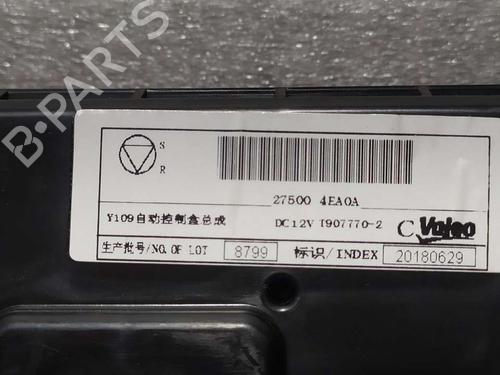 B-PARTS
S
R
27500 4EA0A
Y109自动控制盒总成 DC12V T907770-2 C Valeo
生产批号/NO.OF LOT 8799 标识/INDEX 20180629